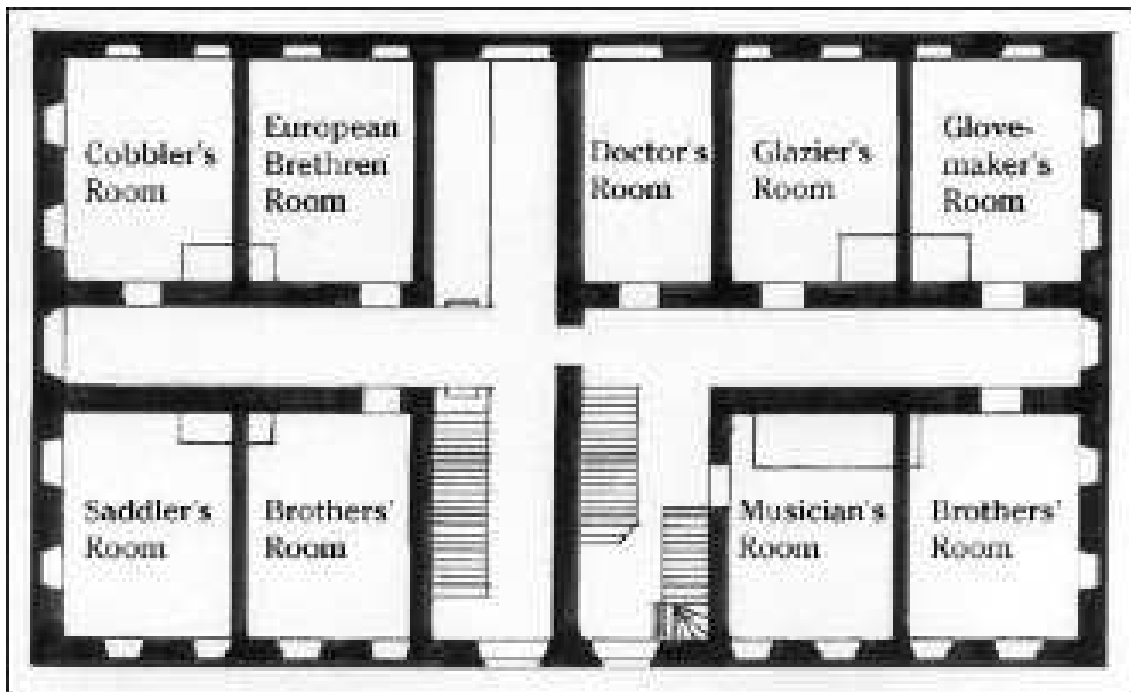 Cobbler's
Room
European
Brethren
Room
Doctor's
Room
Glazier's
Room
Glove-
maker's
Room
Saddler's
Room
Brothers'
Room
Musician's
Room
Brothers'
Room